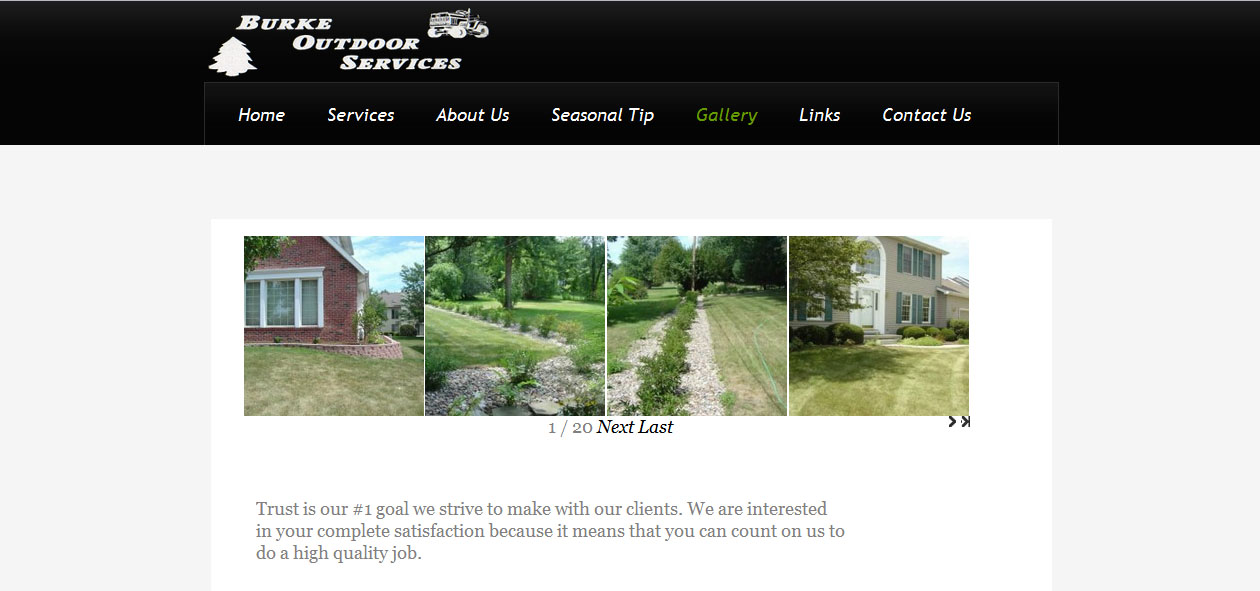 BURKE
OUTDOOR
SERVICES
Home Services About Us Seasonal Tip Gallery Links Contact Us
1 / 20 Next Last
Trust is our #1 goal we strive to make with our clients. We are interested
in your complete satisfaction because it means that you can count on us to
do a high quality job.